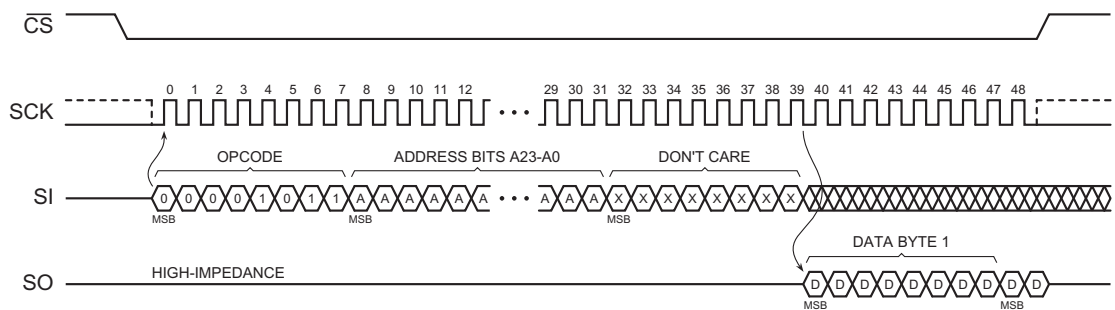 CS
0 1 2 3 4 5 6 7 8 9 10 11 12 29 30 31 32 33 34 35 36 37 38 39 40 41 42 43 44 45 46 47 48
SCK
OPCODE ADDRESS BITS A23-A0 DON'T CARE
SI 0 0 0 0 1 0 1 1 A A A A A A A A A X X X X X X X X
MSB MSB MSB
DATA BYTE 1
HIGH-IMPEDANCE
SO D D D D D D D D D D
MSB MSB